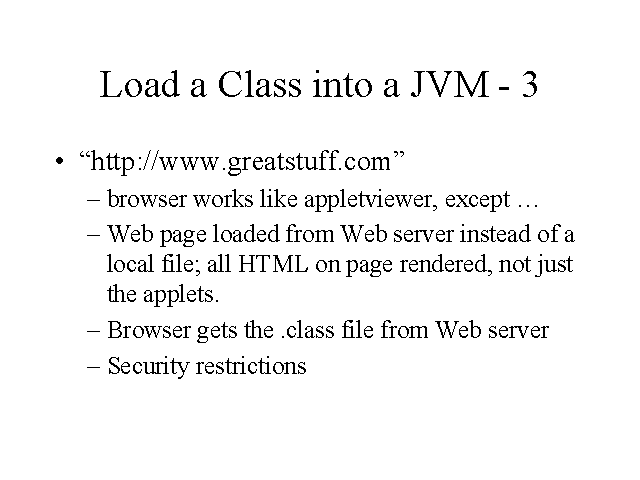 Load a Class into a JVM - 3
• “http://www.greatstuff.com”
– browser works like appletviewer, except …
– Web page loaded from Web server instead of a
local file; all HTML on page rendered, not just
the applets.
– Browser gets the .class file from Web server
– Security restrictions